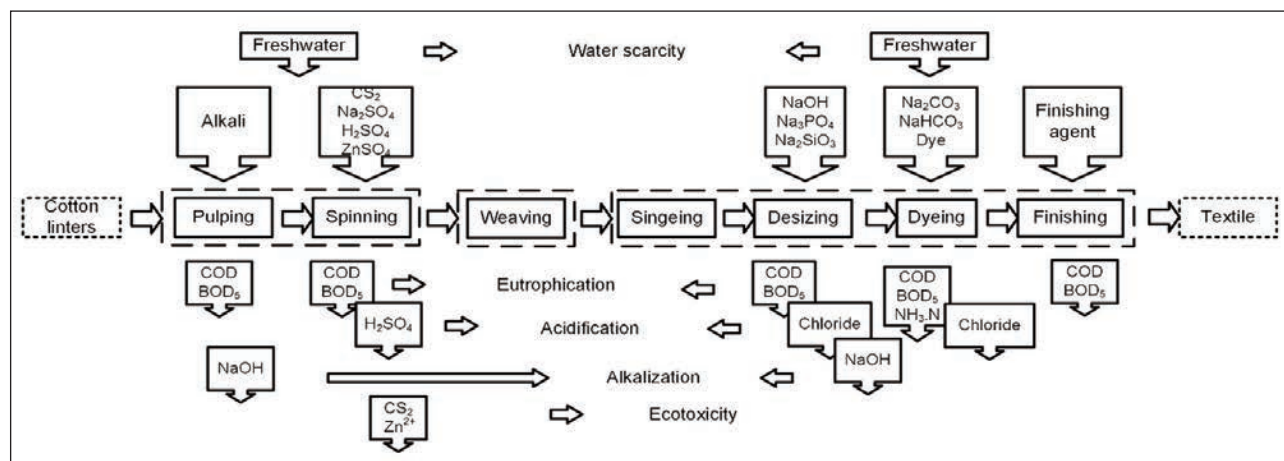 Freshwater
Water scarcity
Freshwater
Alkali
CS₂
Na₂SO₄
H₂SO₄
ZnSO₄
NaOH
Na₃PO₄
Na₂SiO₃
Na₂CO₃
NaHCO₃
Dye
Finishing
agent
Cotton
linters
Pulping
Spinning
Weaving
Singeing
Desizing
Dyeing
Finishing
Textile
COD
BOD₅
COD
BOD₅
Eutrophication
COD
BOD₅
COD
BOD₅
NH₃.N
COD
BOD₅
H₂SO₄
Acidification
Chloride
Chloride
NaOH
Alkalization
NaOH
CS₂
Zn²⁺
Ecotoxicity